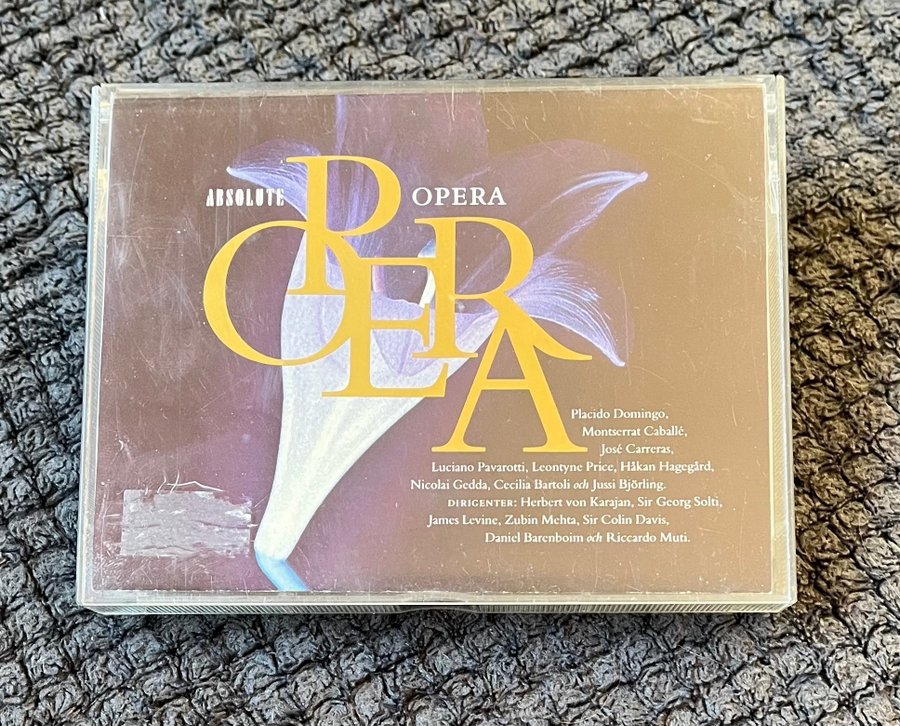 ABSOLUTE OPERA
OPERA
Placido Domingo,
Montserrat Caballé,
José Carreras,
Luciano Pavarotti, Leontyne Price, Håkan Hagegård,
Nicolai Gedda, Cecilia Bartoli och Jussi Björling.
DIRIGENTER: Herbert von Karajan, Sir Georg Solti,
James Levine, Zubin Mehta, Sir Colin Davis,
Daniel Barenboim och Riccardo Muti.